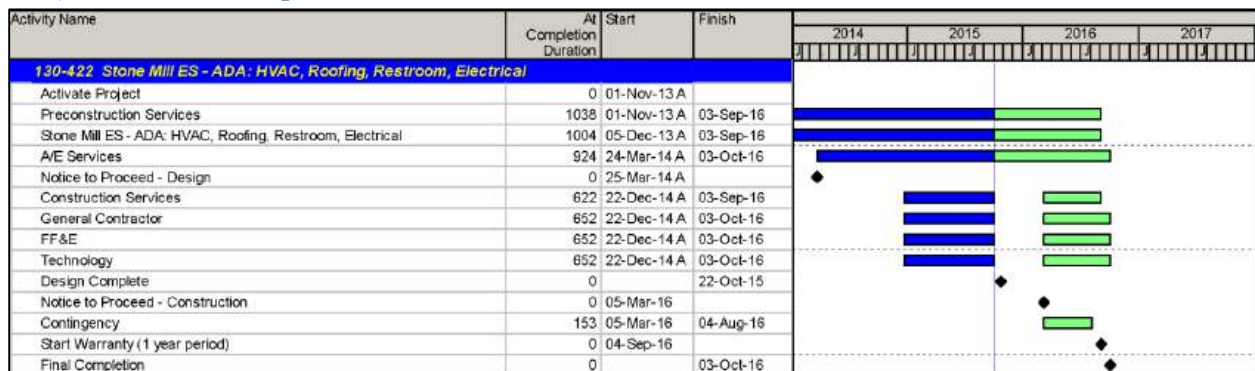 Activity Name At Completion Duration Start Finish 2014 2015 2016 2017
J J J J J J J J
130-422 Stone Mill ES - ADA: HVAC, Roofing, Restroom, Electrical
Activate Project 0 01-Nov-13 A
Preconstruction Services 1038 01-Nov-13 A 03-Sep-16
Stone Mill ES - ADA: HVAC, Roofing, Restroom, Electrical 1004 05-Dec-13 A 03-Sep-16
A/E Services 924 24-Mar-14 A 03-Oct-16
Notice to Proceed - Design 0 25-Mar-14 A
Construction Services 622 22-Dec-14 A 03-Sep-16
General Contractor 652 22-Dec-14 A 03-Oct-16
FF&E 652 22-Dec-14 A 03-Oct-16
Technology 652 22-Dec-14 A 03-Oct-16
Design Complete 0 22-Oct-15
Notice to Proceed - Construction 0 05-Mar-16
Contingency 153 05-Mar-16 04-Aug-16
Start Warranty (1 year period) 0 04-Sep-16
Final Completion 0 03-Oct-16